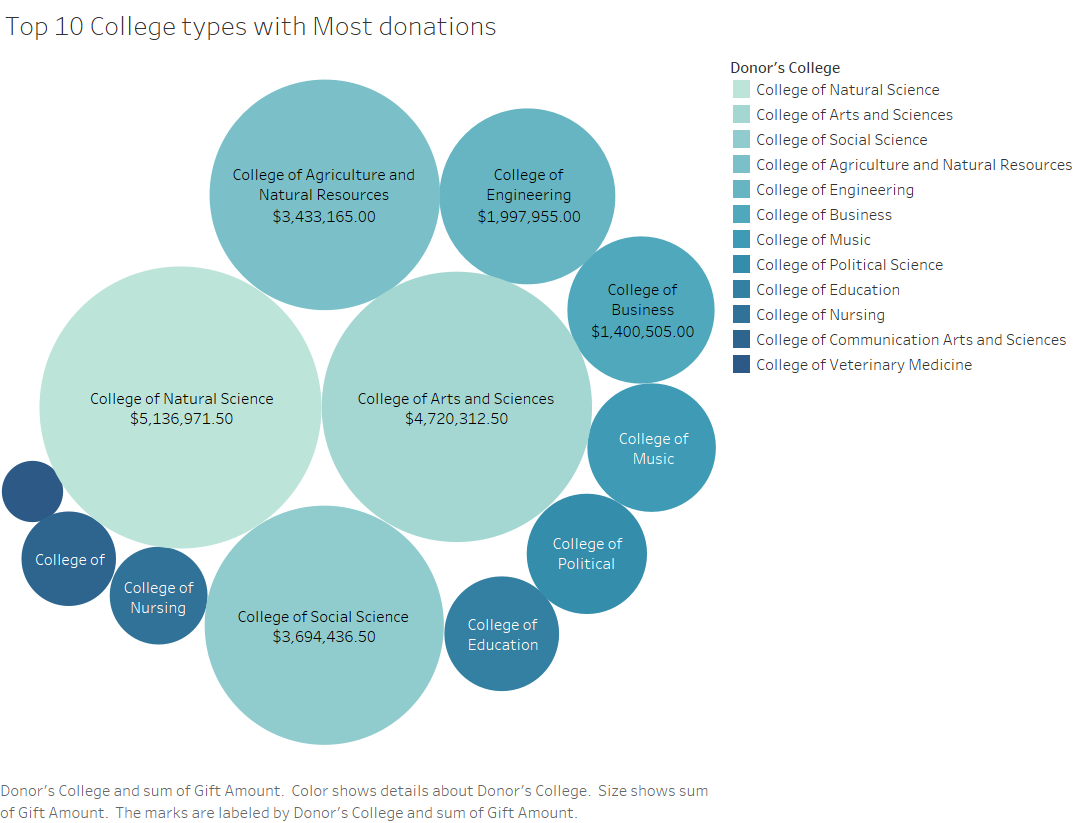 Top 10 College types with Most donations
Donor's College
College of Natural Science
College of Arts and Sciences
College of Social Science
College of Agriculture and Natural Resources
College of Engineering
College of Business
College of Music
College of Political Science
College of Education
College of Nursing
College of Communication Arts and Sciences
College of Veterinary Medicine
College of Agriculture and
Natural Resources
$3,433,165.00
College of
Engineering
$1,997,955.00
College of
Business
$1,400,505.00
College of Natural Science
$5,136,971.50
College of Arts and Sciences
$4,720,312.50
College of
Music
College of
Political
College of
College of
Nursing
College of Social Science
$3,694,436.50
College of
Education
Donor's College and sum of Gift Amount.  Color shows details about Donor's College.  Size shows sum
of Gift Amount.  The marks are labeled by Donor's College and sum of Gift Amount.